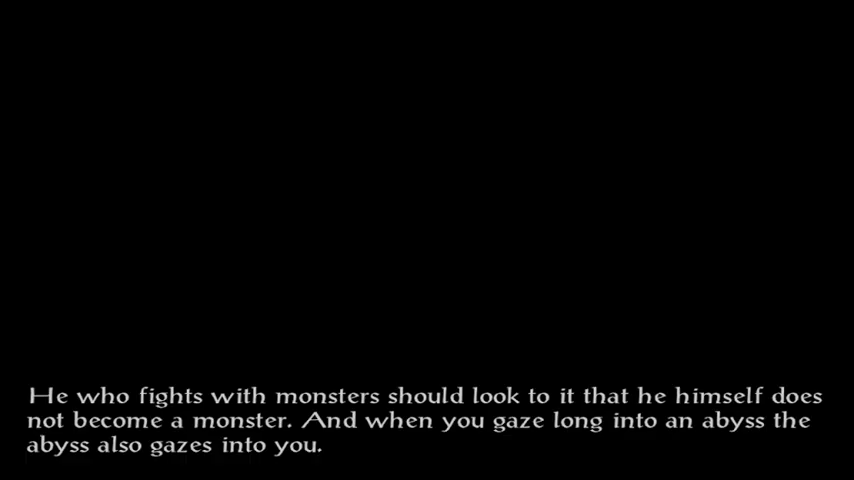 He who fights with monsters should look to it that he himself does
not become a monster. And when you gaze long into an abyss the
abyss also gazes into you.